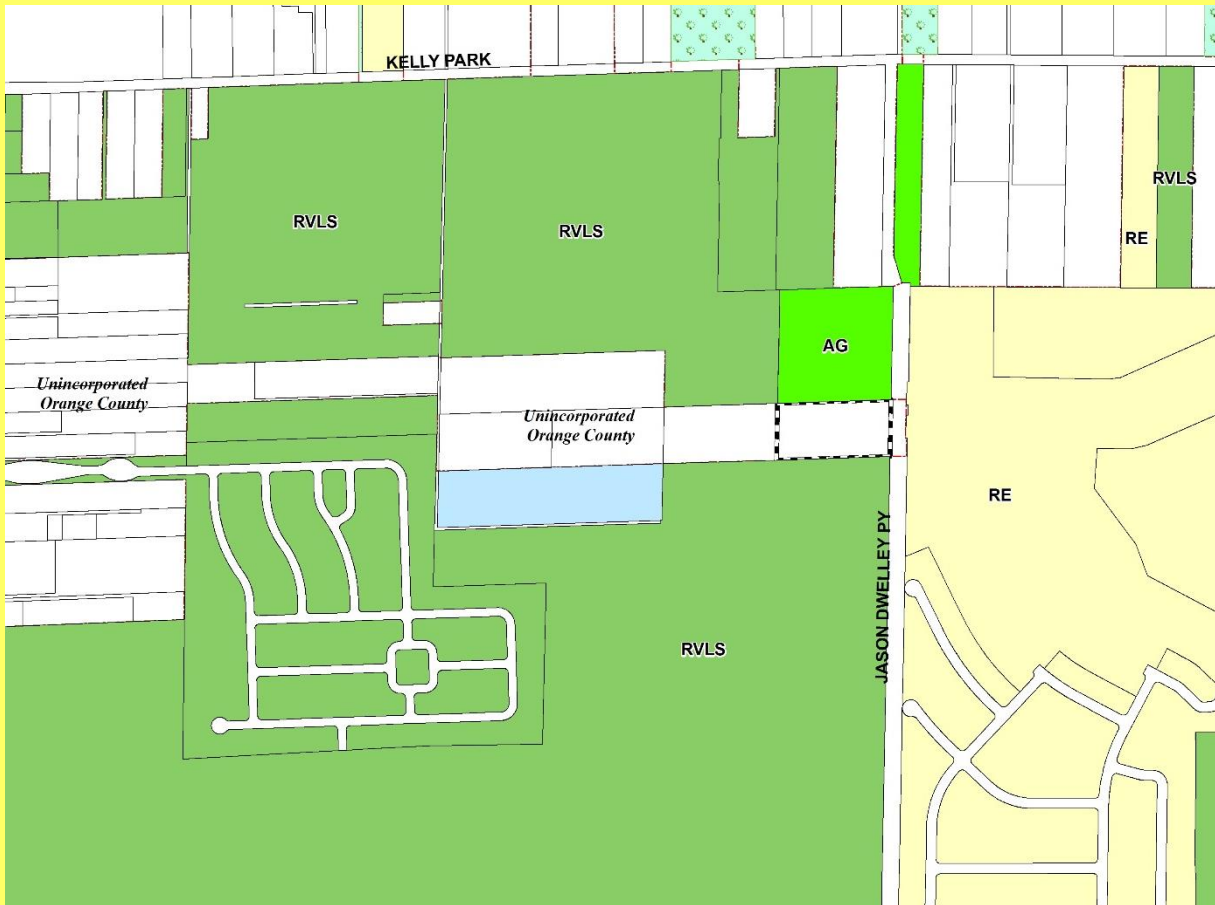 KELLY PARK
RVLS
RVLS
RVLS
RE
AG
Unincorporated
Orange County
Unincorporated
Orange County
RE
JASON DWELLEY PY
RVLS